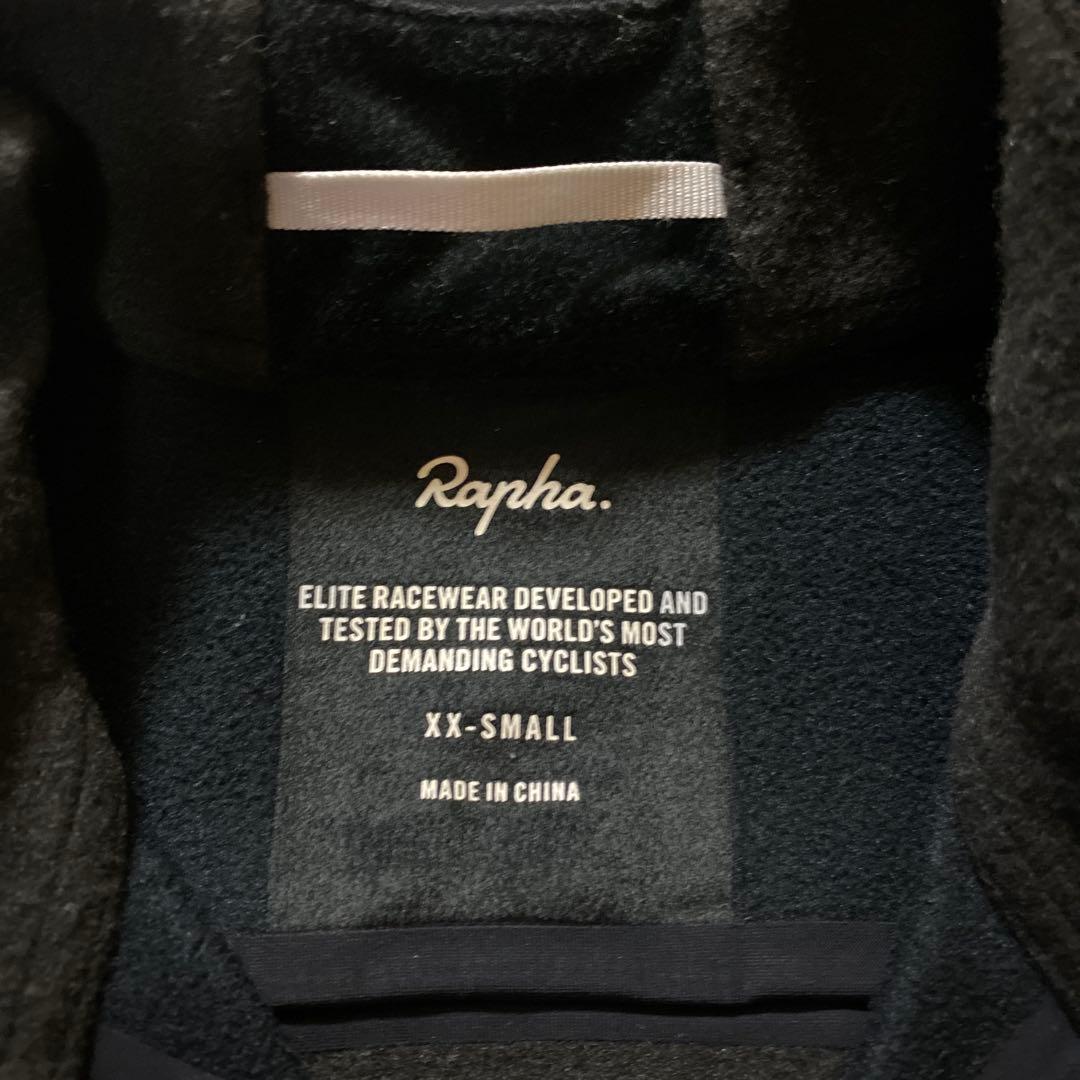 Rapha.
ELITE RACEWEAR DEVELOPED AND
TESTED BY THE WORLD'S MOST
DEMANDING CYCLISTS
XX-SMALL
MADE IN CHINA